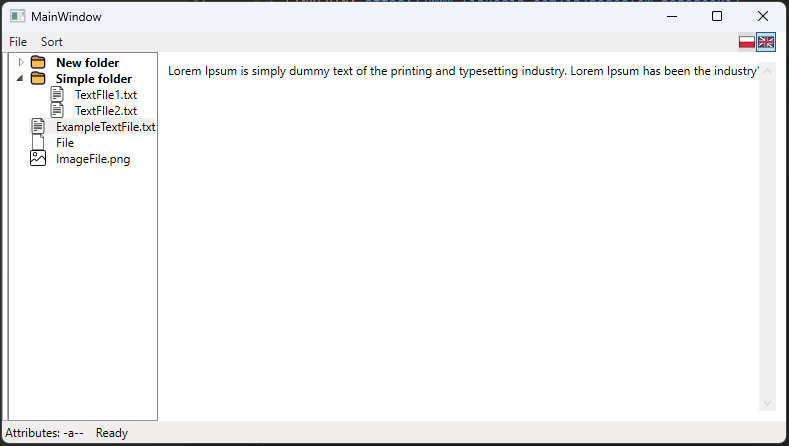 MainWindow
File Sort
New folder
Simple folder
TextFIle1.txt
TextFIle2.txt
ExampleTextFile.txt
File
ImageFile.png
Lorem Ipsum is simply dummy text of the printing and typesetting industry. Lorem Ipsum has been the industry'
Attributes: -a-- Ready